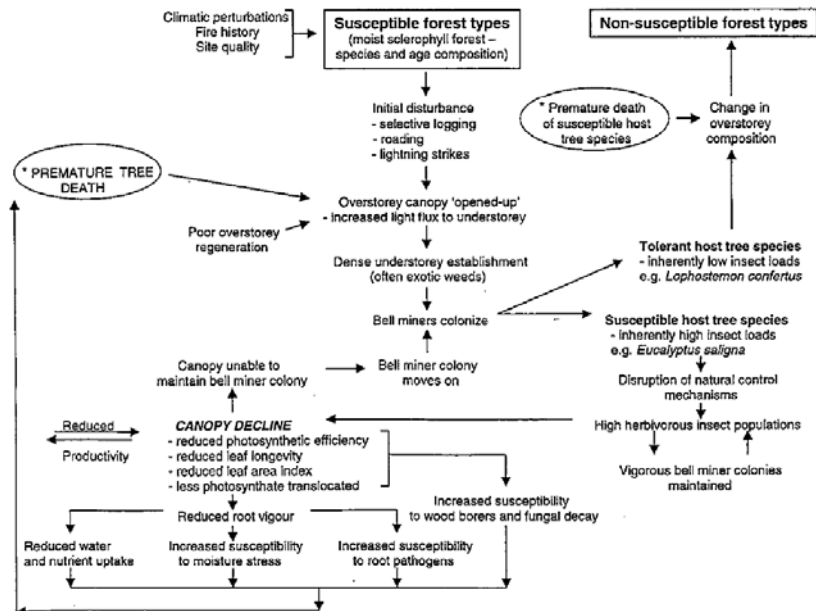 Climatic perturbations
Fire history
Site quality
Susceptible forest types
(moist sclerophyll forest –
species and age composition)
Non-susceptible forest types
Initial disturbance
- selective logging
- roading
- lightning strikes
* Premature death
of susceptible host
tree species
Change in
overstorey
composition
* PREMATURE TREE
DEATH
Overstorey canopy 'opened-up'
- increased light flux to understorey
Poor overstorey
regeneration
Dense understorey establishment
(often exotic weeds)
Tolerant host tree species
- inherently low insect loads
e.g. Lophostemon confertus
Bell miners colonize
Susceptible host tree species
- inherently high insect loads
e.g. Eucalyptus saligna
Canopy unable to
maintain bell miner colony
Bell miner colony
moves on
Disruption of natural control
mechanisms
Reduced
Productivity
CANOPY DECLINE
- reduced photosynthetic efficiency
- reduced leaf longevity
- reduced leaf area index
- less photosynthate translocated
High herbivorous insect populations
Vigorous bell miner colonies
maintained
Increased susceptibility
to wood borers and fungal decay
Reduced root vigour
Reduced water
and nutrient uptake
Increased susceptibility
to moisture stress
Increased susceptibility
to root pathogens